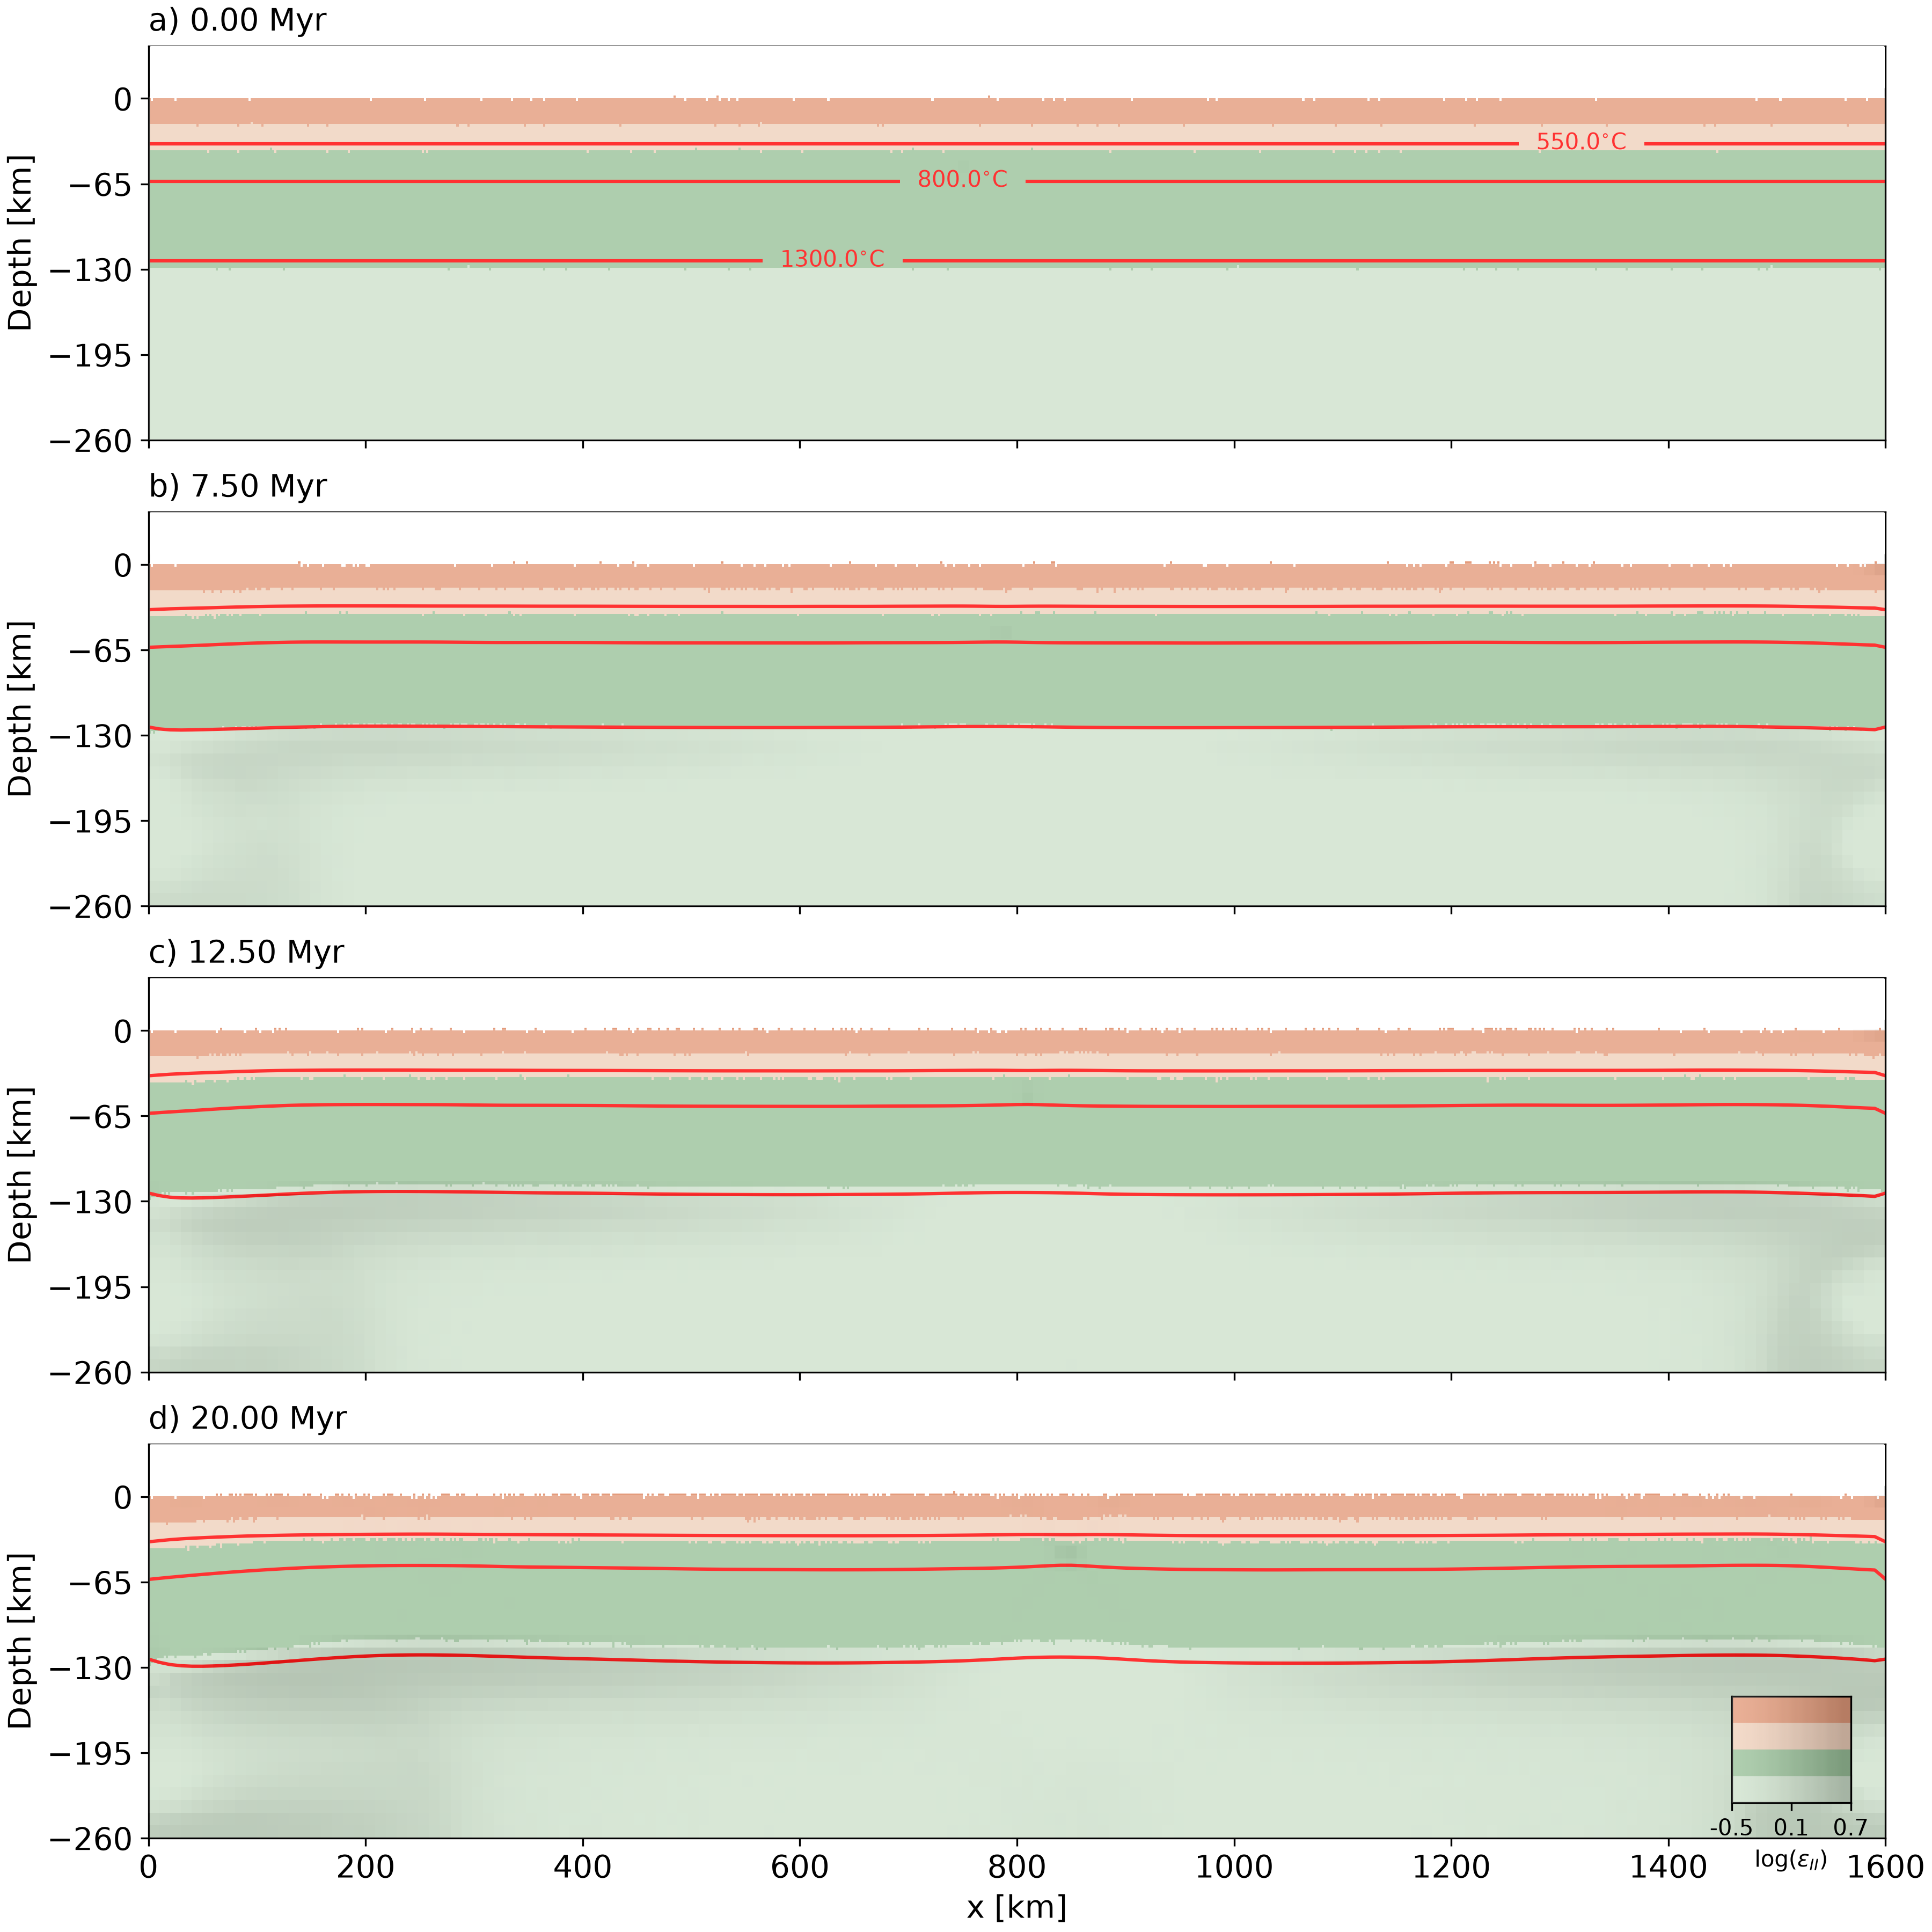 a) 0.00 Myr
0
−65
−130
−195
−260
Depth [km]
550.0°C
800.0°C
1300.0°C
b) 7.50 Myr
0
−65
−130
−195
−260
Depth [km]
c) 12.50 Myr
0
−65
−130
−195
−260
Depth [km]
d) 20.00 Myr
0
−65
−130
−195
−260
Depth [km]
-0.5 0.1 0.7
log(ε_II)
0 200 400 600 800 1000 1200 1400 1600
x [km]